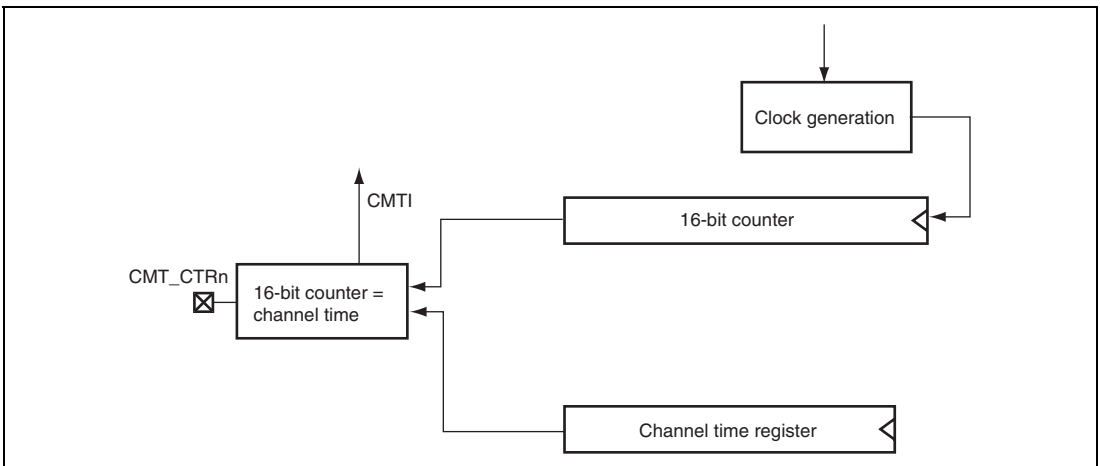 Clock generation
CMTI
16-bit counter
CMT_CTRn
16-bit counter =
channel time
Channel time register